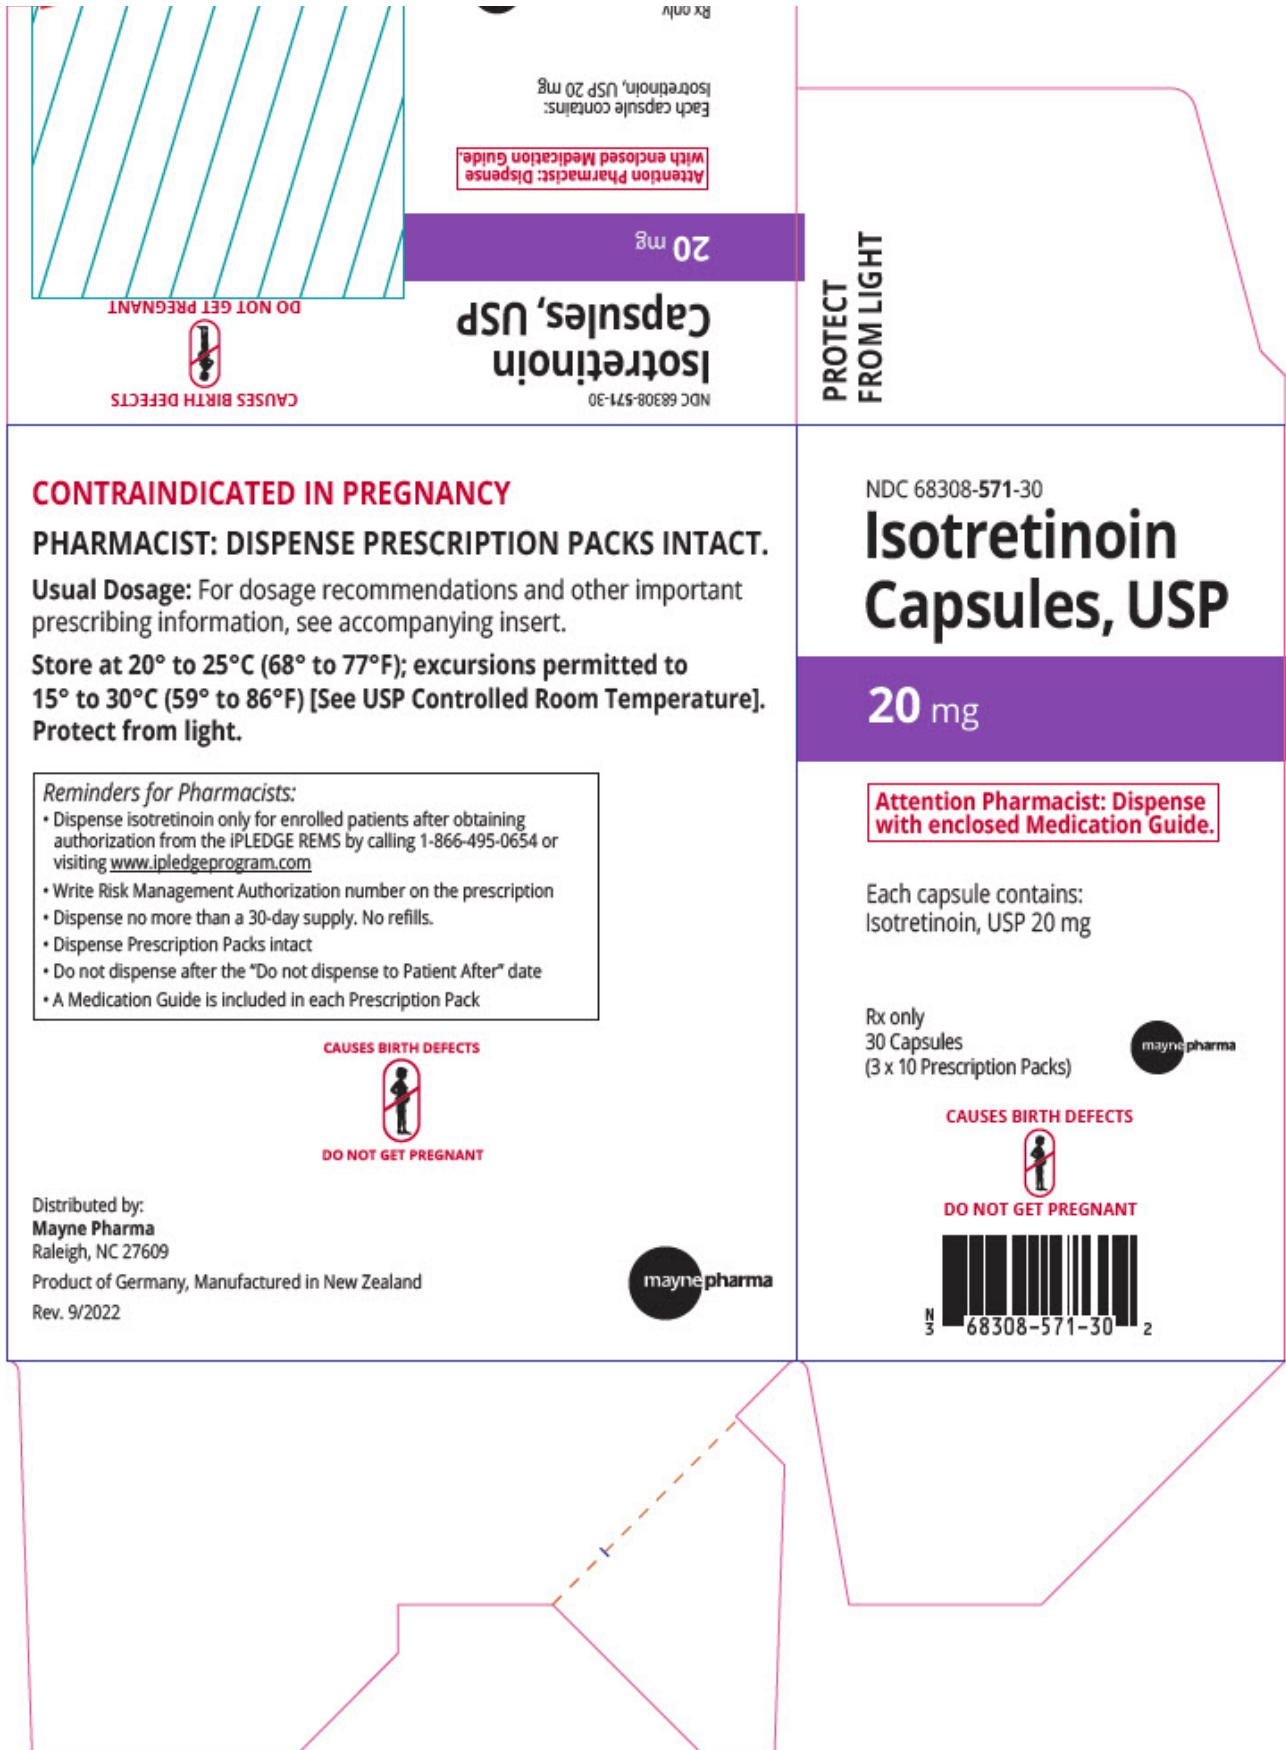 Rx only
Each capsule contains:
Isotretinoin, USP 20 mg
Attention Pharmacist: Dispense
with enclosed Medication Guide.
20 mg
Isotretinoin
Capsules, USP
NDC 68308-571-30
CAUSES BIRTH DEFECTS
DO NOT GET PREGNANT
PROTECT
FROM LIGHT
CONTRAINDICATED IN PREGNANCY
PHARMACIST: DISPENSE PRESCRIPTION PACKS INTACT.
Usual Dosage: For dosage recommendations and other important
prescribing information, see accompanying insert.
Store at 20° to 25°C (68° to 77°F); excursions permitted to
15° to 30°C (59° to 86°F) [See USP Controlled Room Temperature].
Protect from light.
Reminders for Pharmacists:
• Dispense isotretinoin only for enrolled patients after obtaining
authorization from the iPLEDGE REMS by calling 1-866-495-0654 or
visiting www.ipledgeprogram.com
• Write Risk Management Authorization number on the prescription
• Dispense no more than a 30-day supply. No refills.
• Dispense Prescription Packs intact
• Do not dispense after the "Do not dispense to Patient After" date
• A Medication Guide is included in each Prescription Pack
CAUSES BIRTH DEFECTS
DO NOT GET PREGNANT
Distributed by:
Mayne Pharma
Raleigh, NC 27609
Product of Germany, Manufactured in New Zealand
Rev. 9/2022
mayne pharma
NDC 68308-571-30
Isotretinoin
Capsules, USP
20 mg
Attention Pharmacist: Dispense
with enclosed Medication Guide.
Each capsule contains:
Isotretinoin, USP 20 mg
Rx only
30 Capsules
(3 x 10 Prescription Packs)
mayne pharma
CAUSES BIRTH DEFECTS
DO NOT GET PREGNANT
N
3 68308-571-30 2